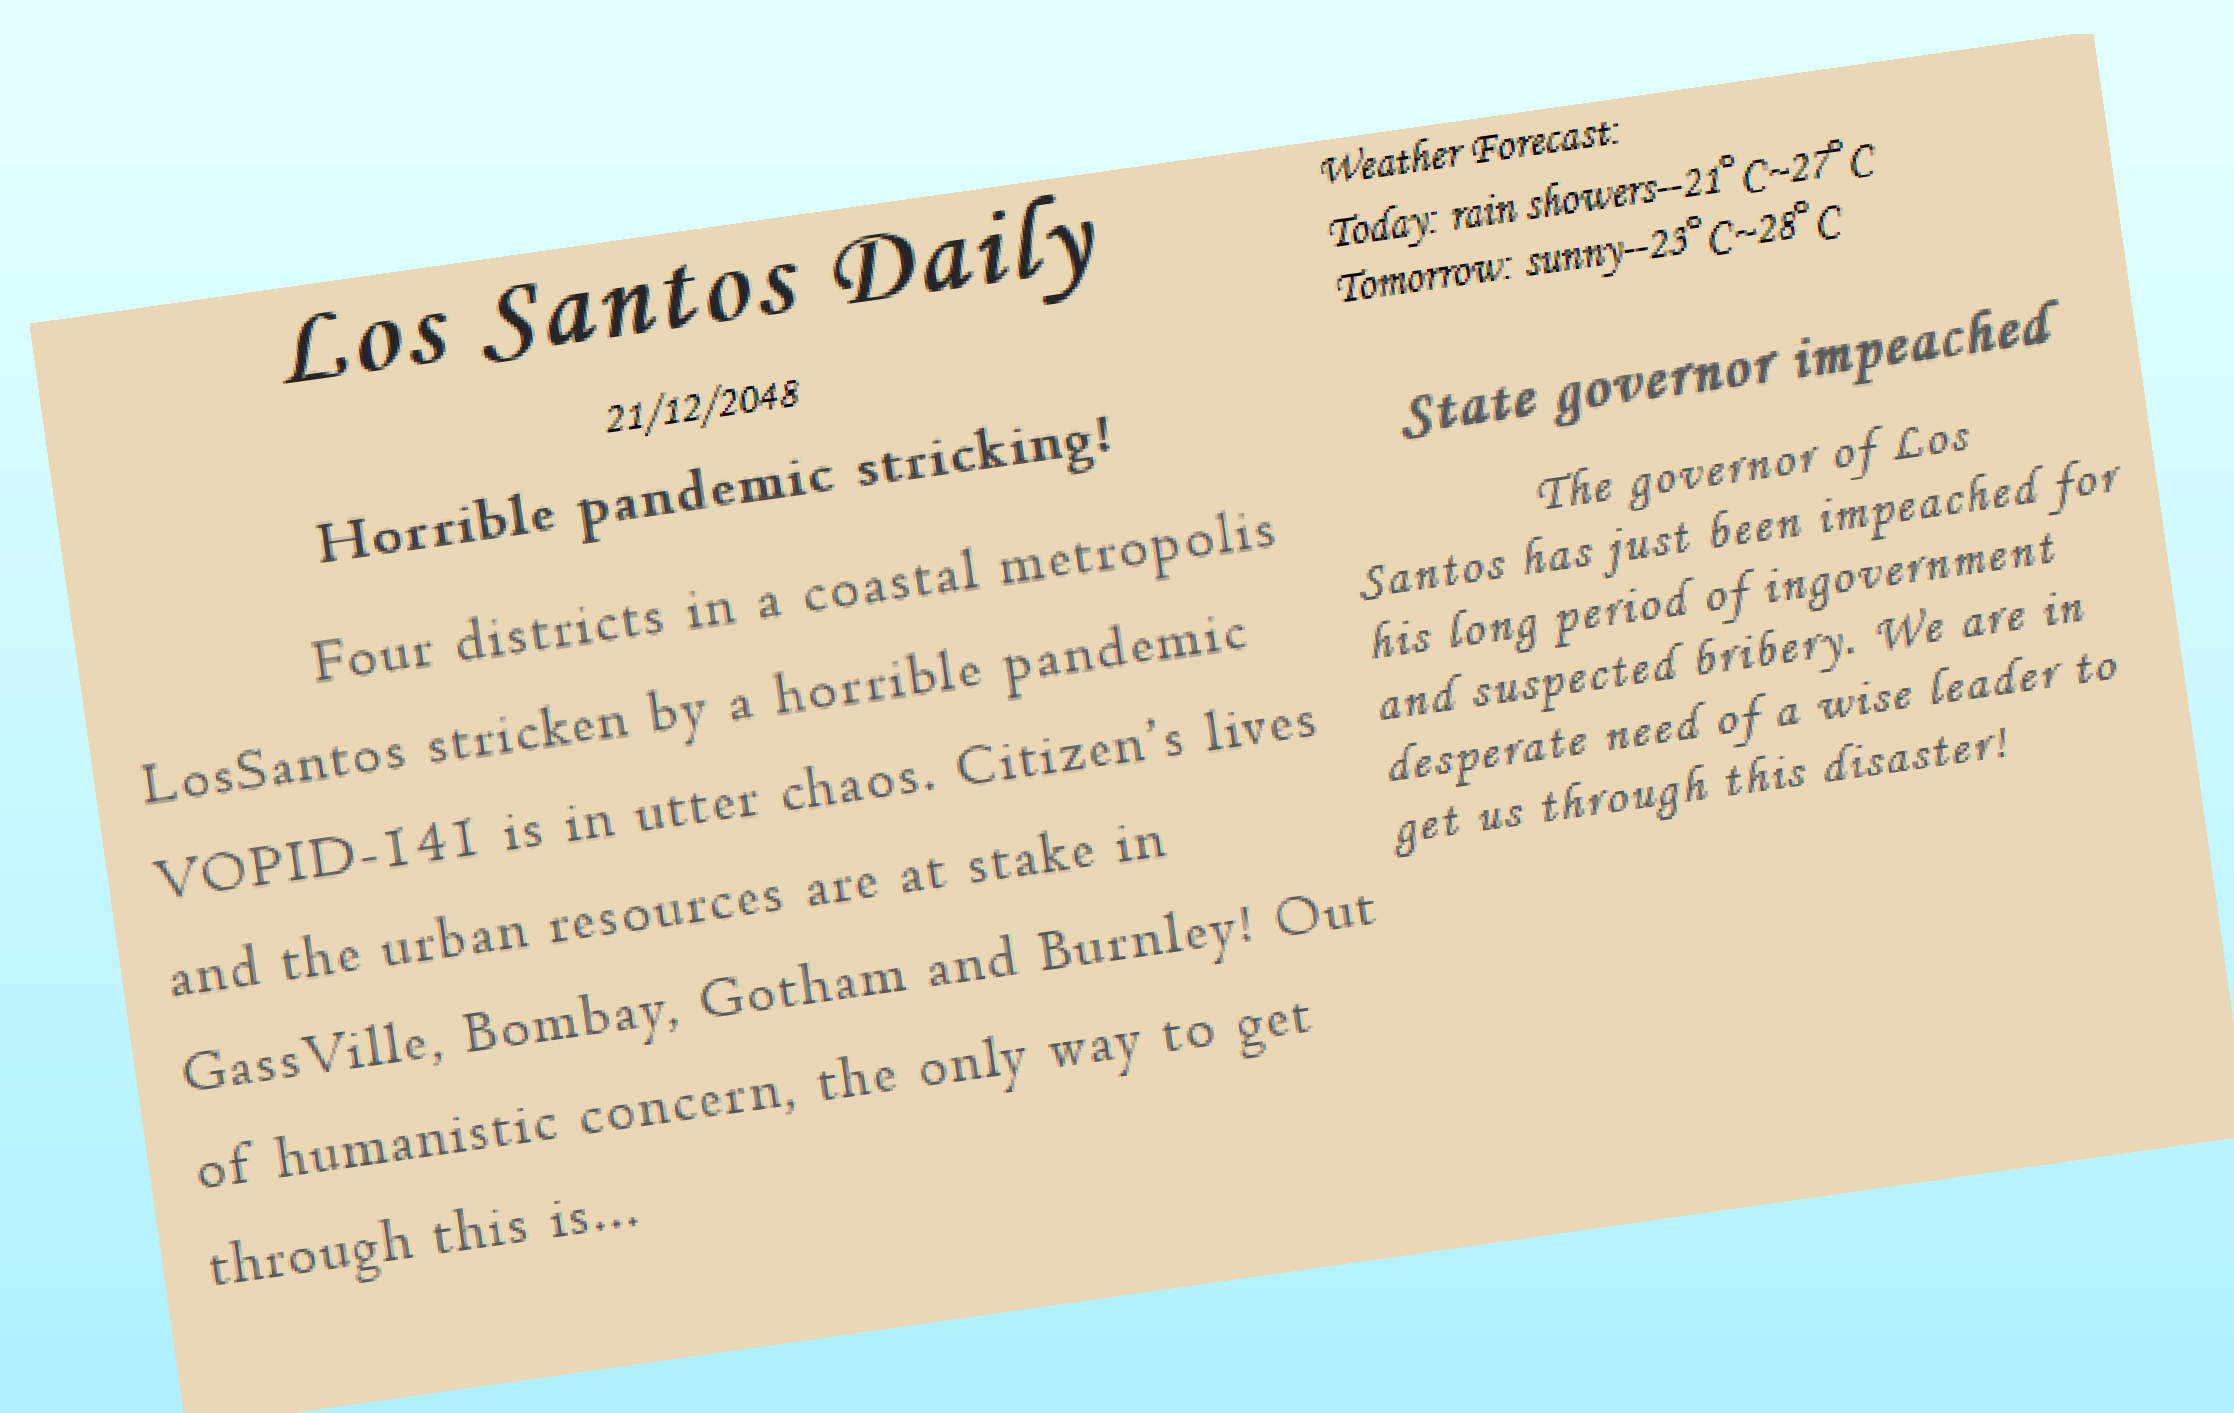 Los Santos Daily
21/12/2048
Horrible pandemic stricking!
Four districts in a coastal metropolis
LosSantos stricken by a horrible pandemic
VOPID-141 is in utter chaos. Citizen's lives
and the urban resources are at stake in
GassVille, Bombay, Gotham and Burnley! Out
of humanistic concern, the only way to get
through this is...
Weather Forecast:
Today: rain showers--21°C~27°C
Tomorrow: sunny--23°C~28°C
State governor impeached
The governor of Los
Santos has just been impeached for
his long period of ingovernment
and suspected bribery. We are in
desperate need of a wise leader to
get us through this disaster!